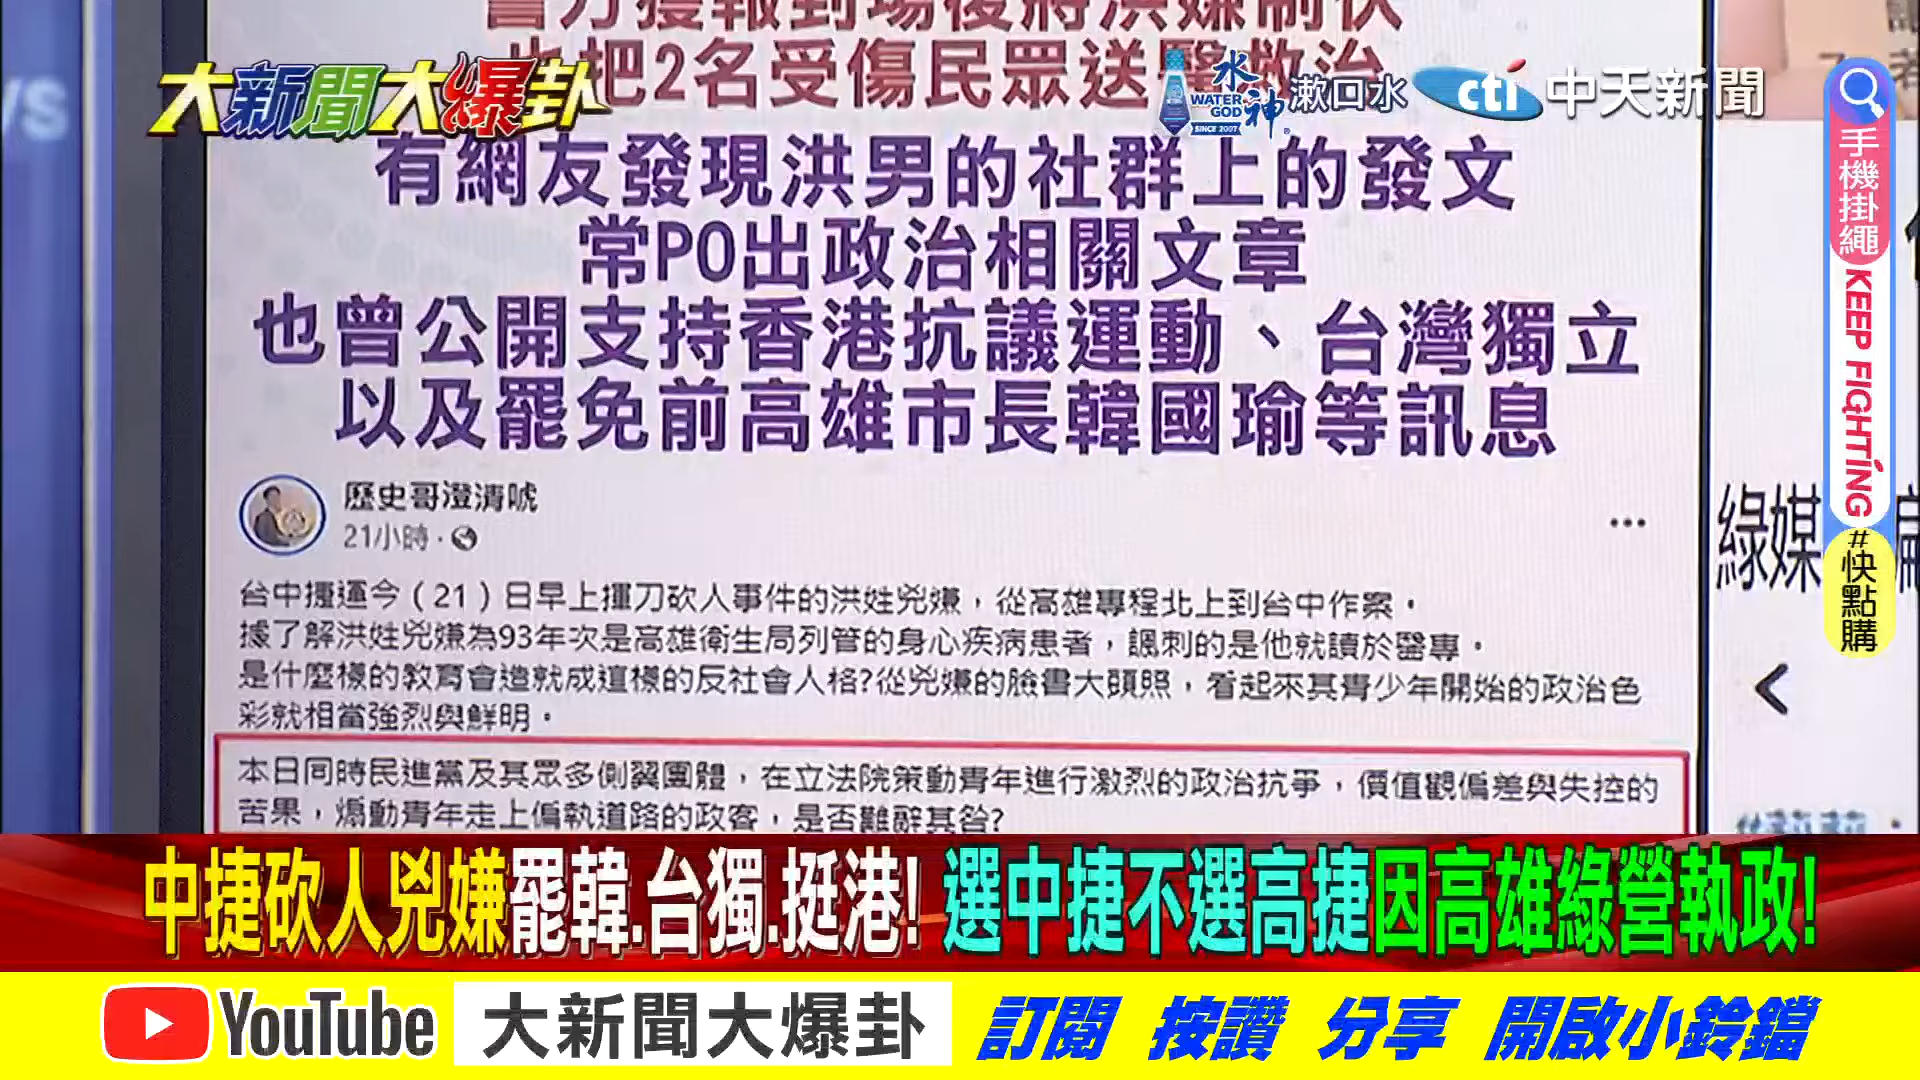 警方獲報到場後將洪嫌制伏
也把2名受傷民眾送醫救治
大新聞大爆卦
水神
WATER GOD
SINCE 2007
漱口水
cti 中天新聞
有網友發現洪男的社群上的發文
常PO出政治相關文章
也曾公開支持香港抗議運動、台灣獨立
以及罷免前高雄市長韓國瑜等訊息
歷史哥澄清唬
21小時
台中捷運今(21)日早上揮刀砍人事件的洪姓兇嫌,從高雄專程北上到台中作案。
據了解洪姓兇嫌為93年次是高雄衛生局列管的身心疾病患者,諷刺的是他就讀於醫專。
是什麼樣的教育會造就成這樣的反社會人格?從兇嫌的臉書大頭照,看起來其青少年開始的政治色
彩就相當強烈與鮮明。
本日同時民進黨及其眾多側翼團體,在立法院策動青年進行激烈的政治抗爭,價值觀偏差與失控的
苦果,煽動青年走上偏執道路的政客,是否難辭其咎?
綠媒
手機掛繩
KEEP FIGHTING
#快點購
中捷砍人兇嫌罷韓.台獨.挺港! 選中捷不選高捷因高雄綠營執政!
YouTube 大新聞大爆卦 訂閱 按讚 分享 開啟小鈴鐺